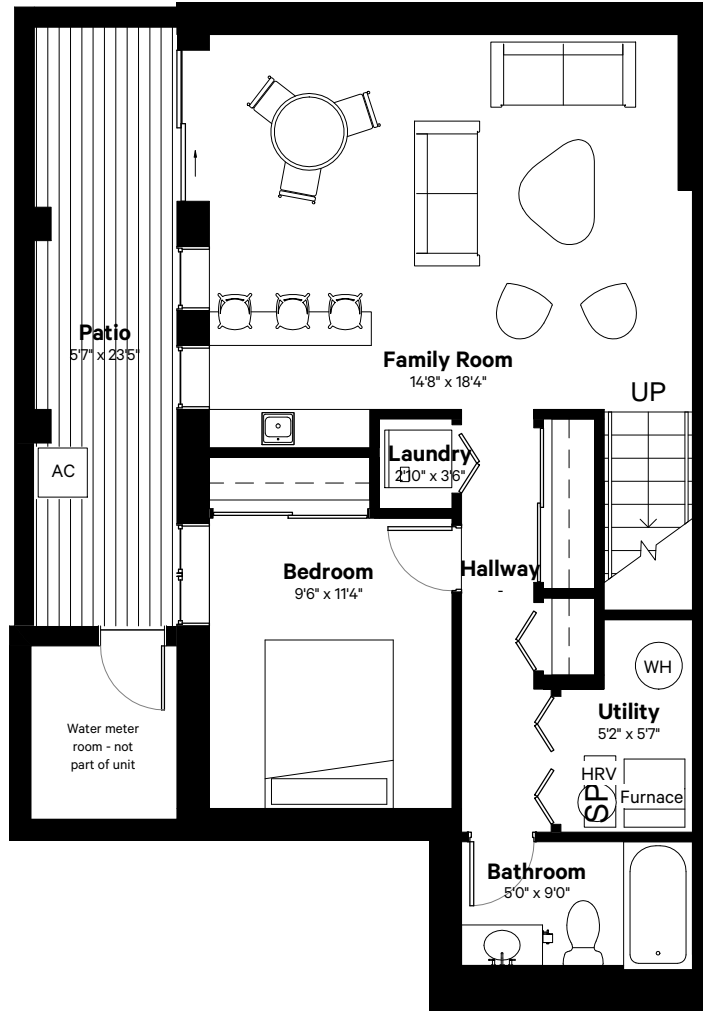 Patio
5'7" x 23'5"
Family Room
14'8" x 18'4"
UP
Laundry
2'10" x 3'6"
AC
Bedroom
9'6" x 11'4"
Hallway
-
WH
Utility
5'2" x 5'7"
Water meter
room - not
part of unit
HRV
SP
Furnace
Bathroom
5'0" x 9'0"